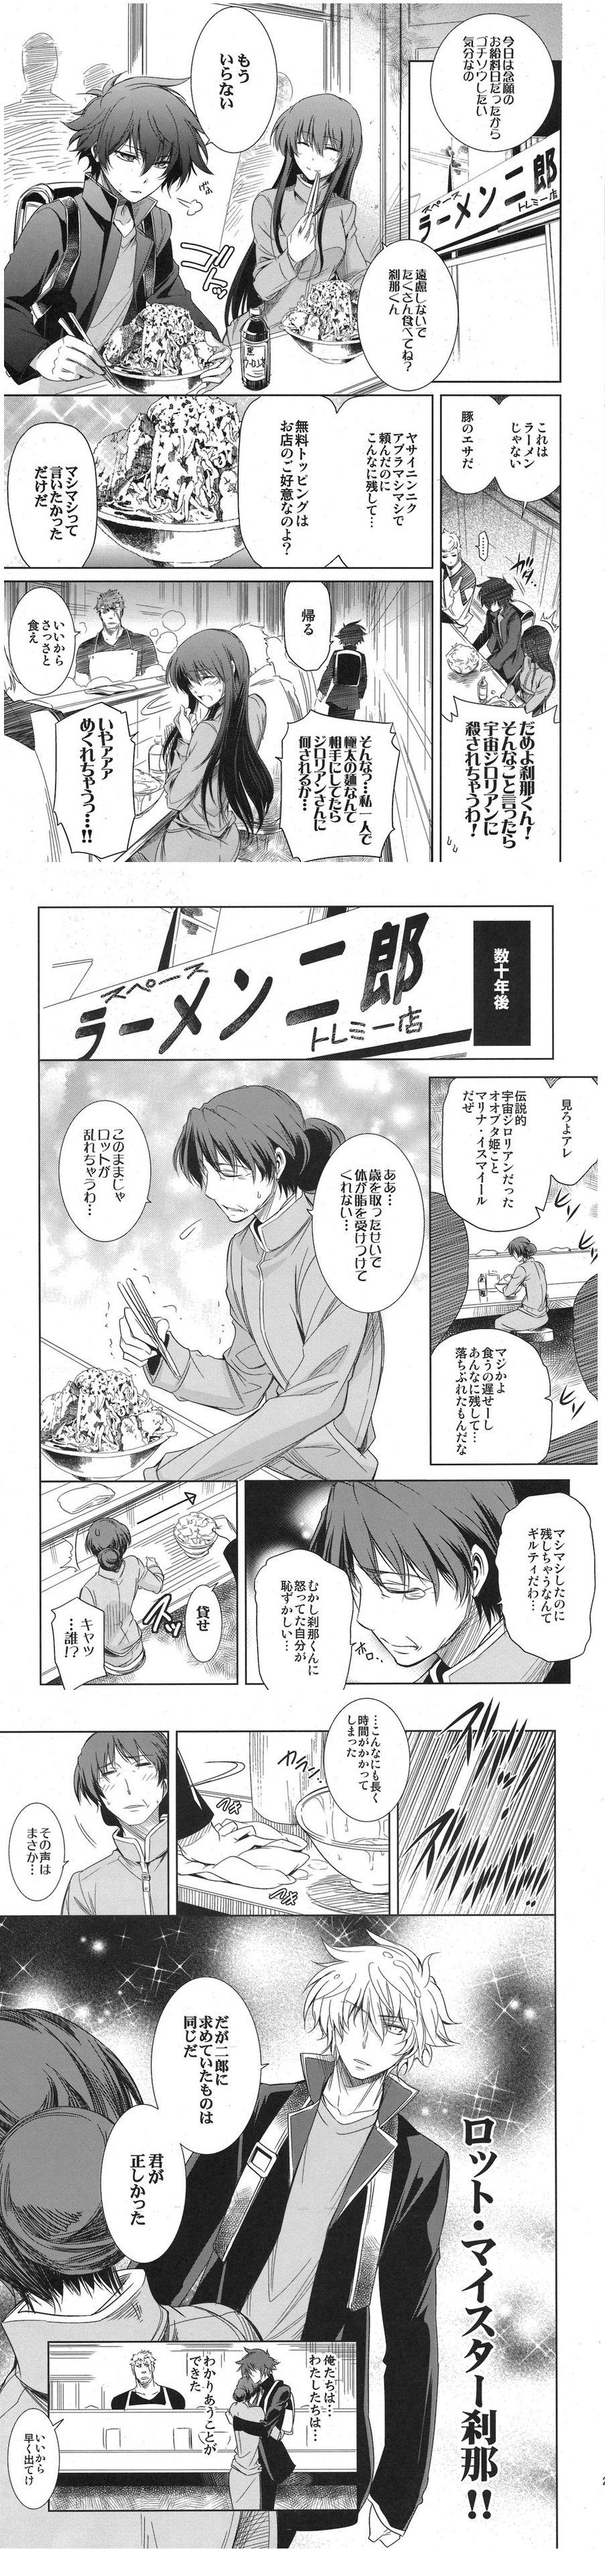 今日は念願の
お給料日だったから
ゴチソウしたい
気分なの
スペース
ラーメン二郎
トレミー店
もう
いらない
げふ
ゴトッ
遠慮しないで
たくさん食べてね?
刹那くん
これは
ラーメン
じゃない
豚のエサだ
……
ガタ…
だめよ刹那くん!
そんなこと言ったら
宇宙ジロリアンに
殺されちゃうわ!
ヤサイニンニク
アブラマシマシで
頼んだのに
こんなに残して…
無料トッピングは
お店のご好意なのよ?
マシマシって
言いたかった
だけだ
帰る
そんなっ…私一人で
極太の麺なんて
相手にしてたら
ジロリアンさんに
何されるか…
いやァァァ
めくれちゃうっ…!!
いいから
さっさと
食え
数十年後
スペース
ラーメン二郎
トレミー店
見ろよアレ
伝説的
宇宙ジロリアンだった
オオブタ姫こと
マリナ・イスマイール
だぜ
マジかよ
食うの遅せーし
あんなに残して…
落ちぶれたもんだな
ああ…
歳を取ったせいで
体が脂を受けつけて
くれない…
このままじゃ
ロットが
乱れちゃうわ…
マシマシしたのに
残しちゃうなんて
ギルティだわ…
むかし刹那くんに
怒ってた自分が
恥ずかしい…
ホロ..
貸せ
スッ
キャッ
…誰!?
…こんなにも長く
時間がかかって
しまった
カラン…
ふきふき
その声は
まさか…
ロット・マイスター刹那!!
だが二郎に
求めていたものは
同じだ
君が
正しかった
俺たちは…
わたしたちは…
わかりあうことが
できた
いいから
早く出てけ
2